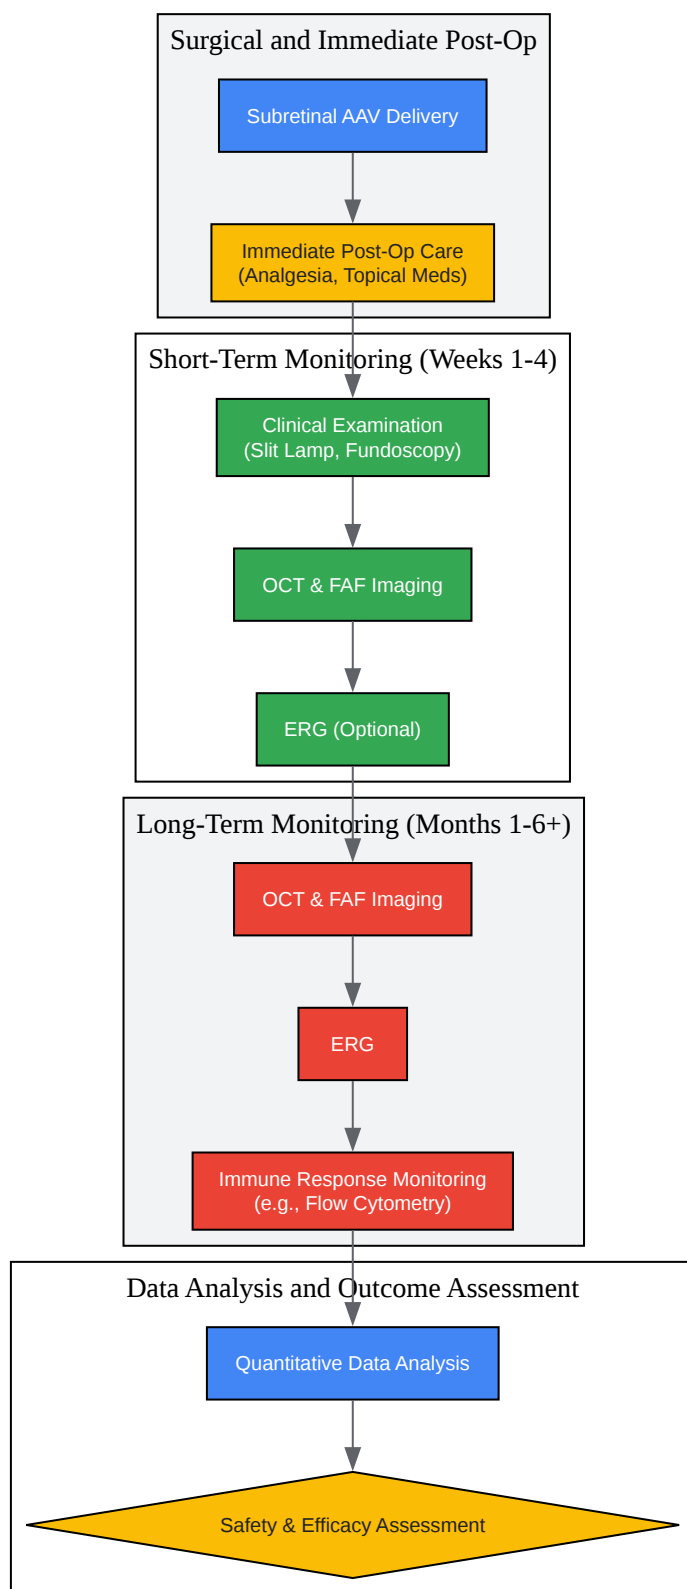 Surgical and Immediate Post-Op
Subretinal AAV Delivery
Immediate Post-Op Care
(Analgesia, Topical Meds)
Short-Term Monitoring (Weeks 1-4)
Clinical Examination
(Slit Lamp, Fundoscopy)
OCT & FAF Imaging
ERG (Optional)
Long-Term Monitoring (Months 1-6+)
OCT & FAF Imaging
ERG
Immune Response Monitoring
(e.g., Flow Cytometry)
Data Analysis and Outcome Assessment
Quantitative Data Analysis
Safety & Efficacy Assessment